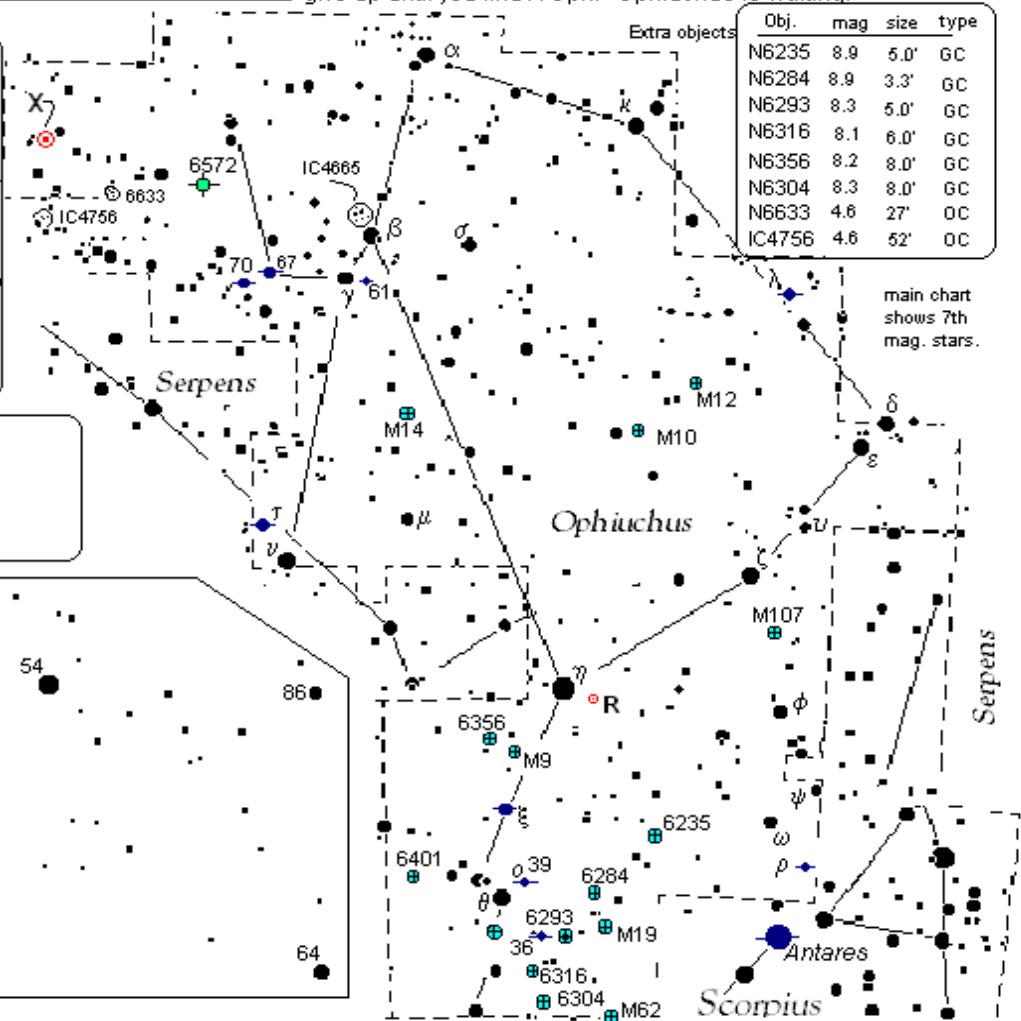 Extra objects
Obj. mag size type
N6235 8.9 5.0' GC
N6284 8.9 3.3' GC
N6293 8.3 5.0' GC
N6316 8.1 6.0' GC
N6356 8.2 8.0' GC
N6304 8.3 8.0' GC
N6633 4.6 27' OC
IC4756 4.6 52' OC
main chart
shows 7th
mag. stars.
α
k
X
6572
IC4665
6633
IC4756
β
σ
70
67
γ
61
λ
Serpens
M14
M12
M10
δ
ε
τ
μ
Ophiuchus
υ
ν
ζ
M107
Serpens
54
86
η
R
φ
6356
M9
ξ
ψ
6235
ω
ρ
6401
ο
39
6284
θ
6293
M19
36
Antares
64
6316
6304
M62
Scorpius